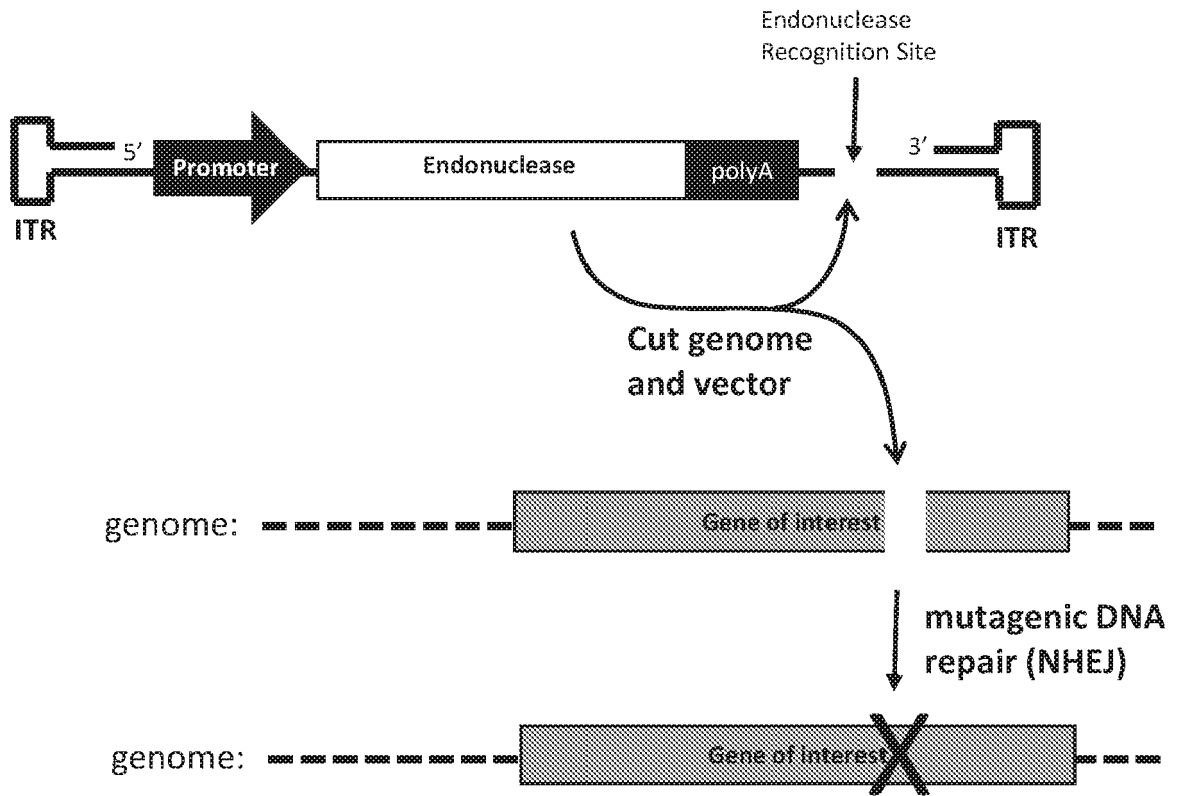 Endonuclease
Recognition Site
5’
3’
Promoter
Endonuclease
polyA
ITR
ITR
Cut genome
and vector
genome:
Gene of interest
mutagenic DNA
repair (NHEJ)
genome:
Gene of interest